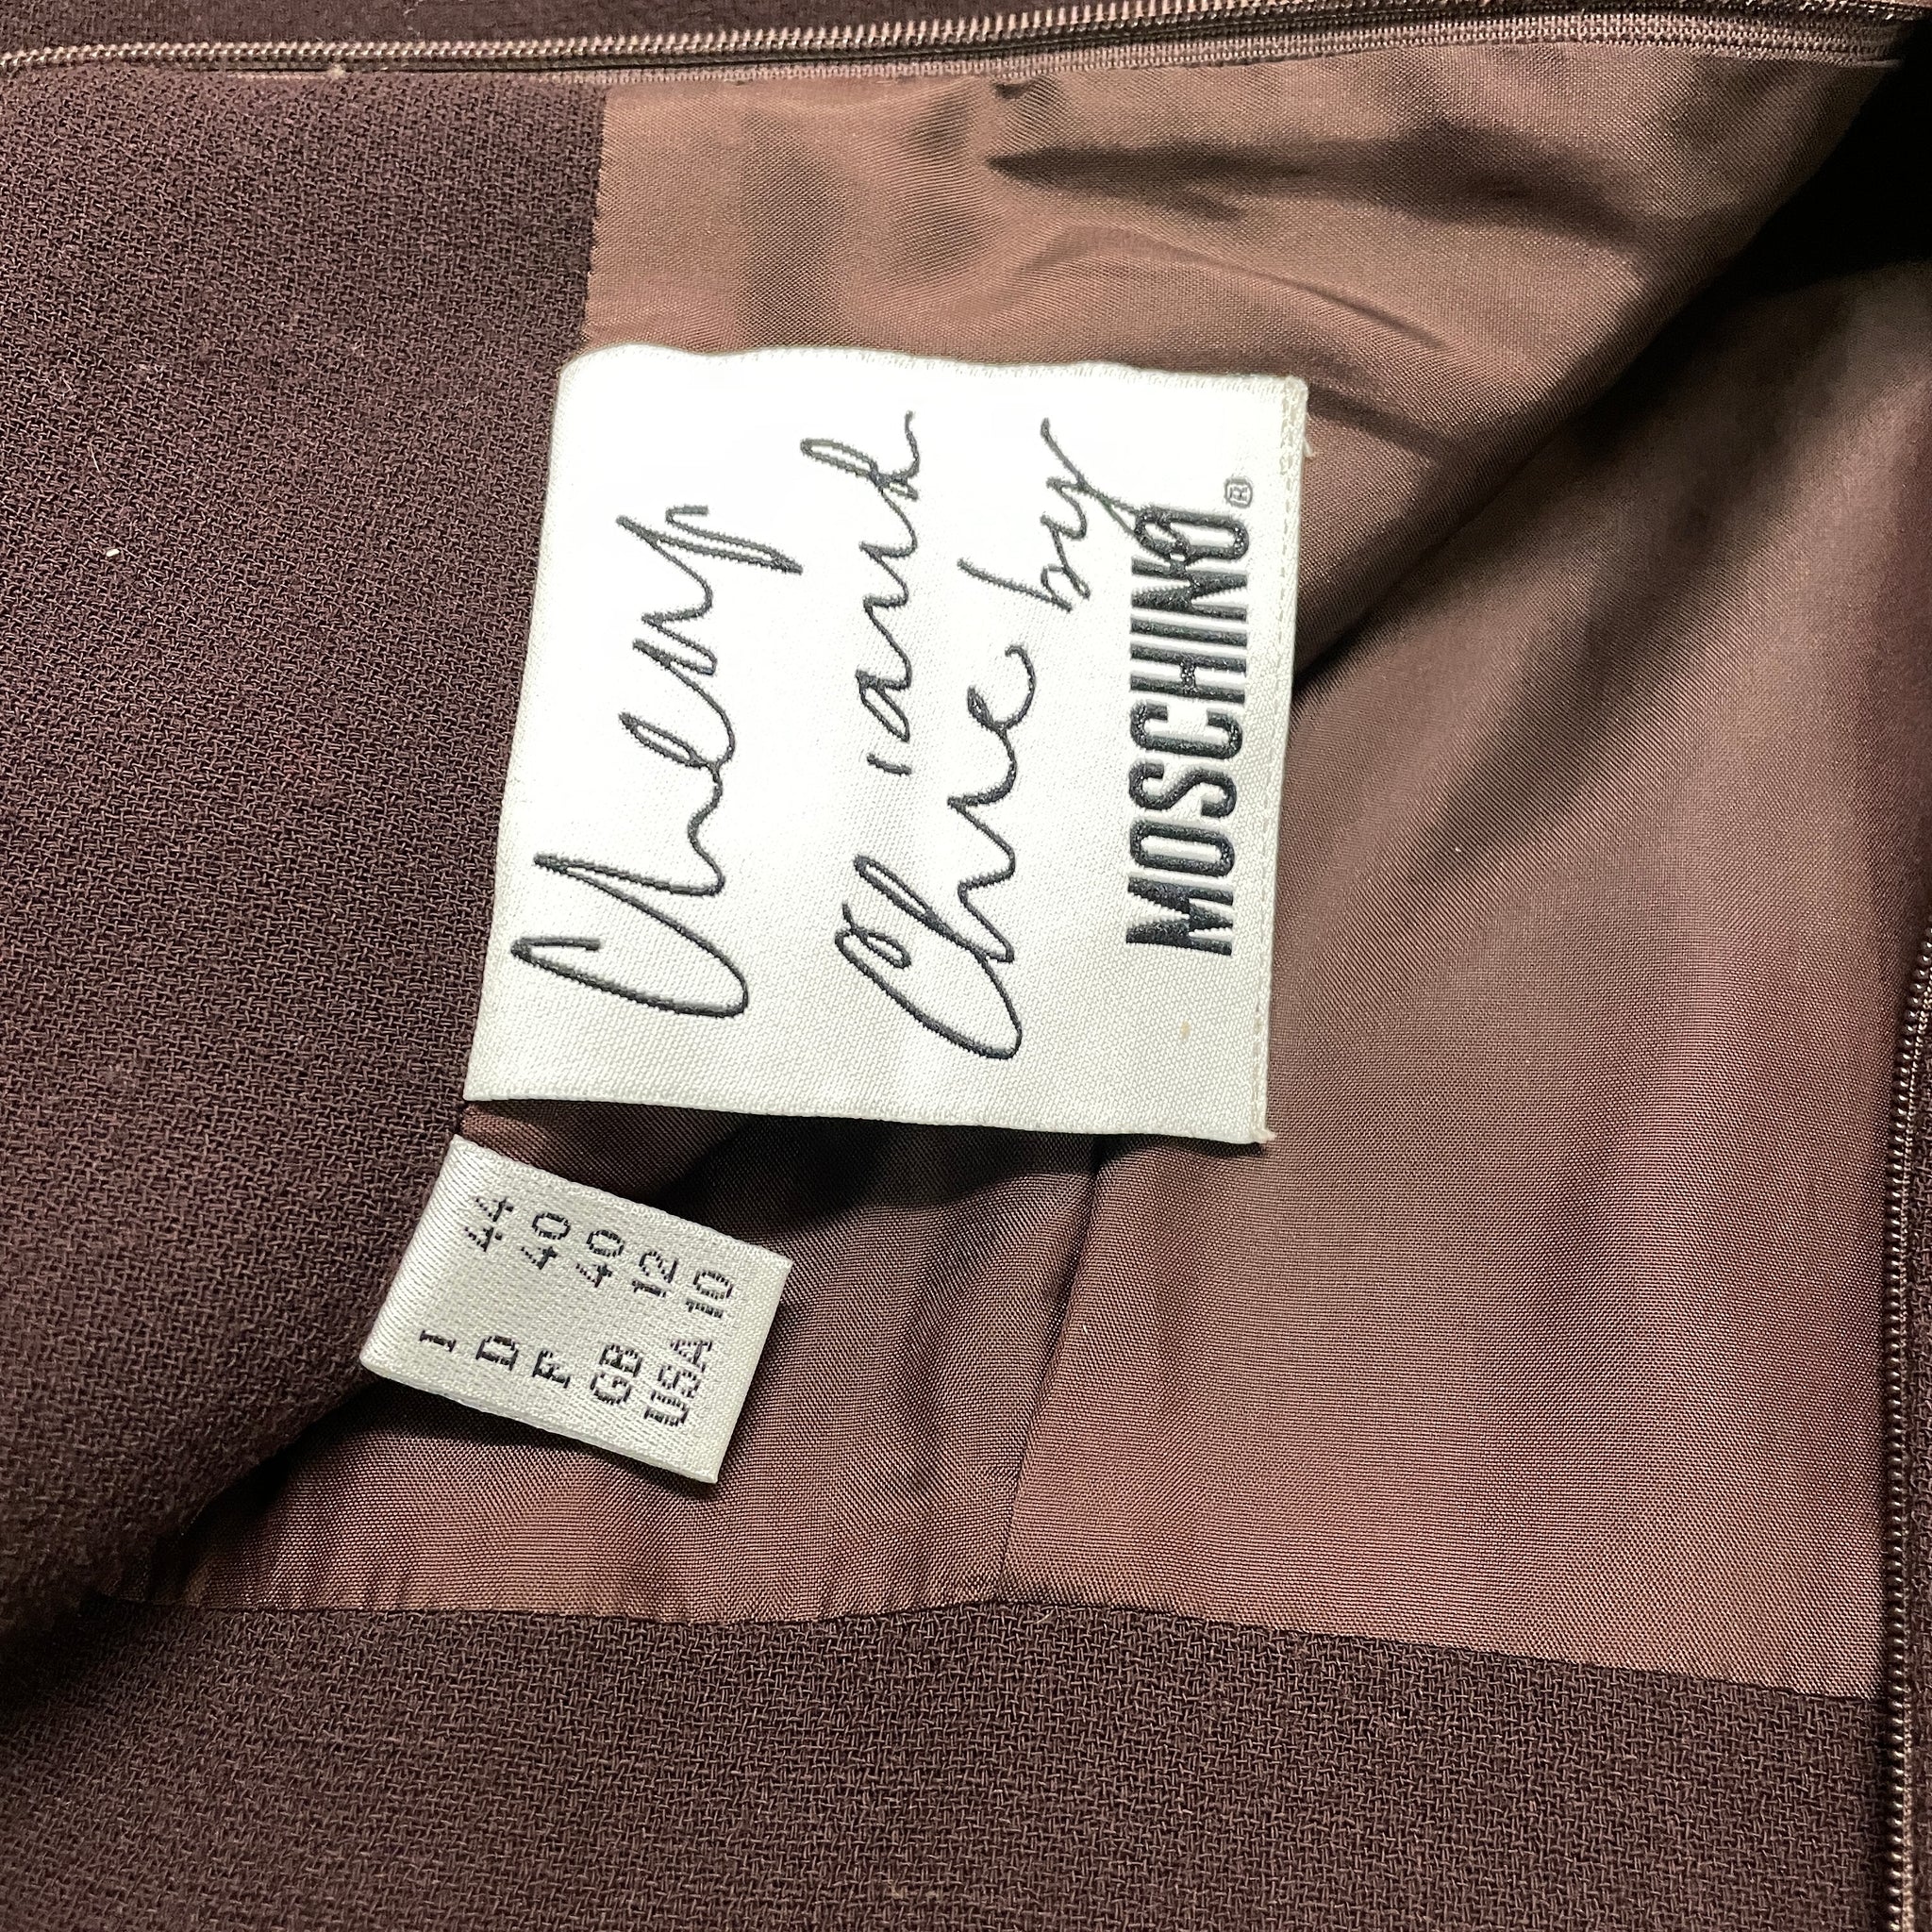 Cheap
and
Chic by
MOSCHINO®
I 44
D 40
F 40
GB 12
USA 10